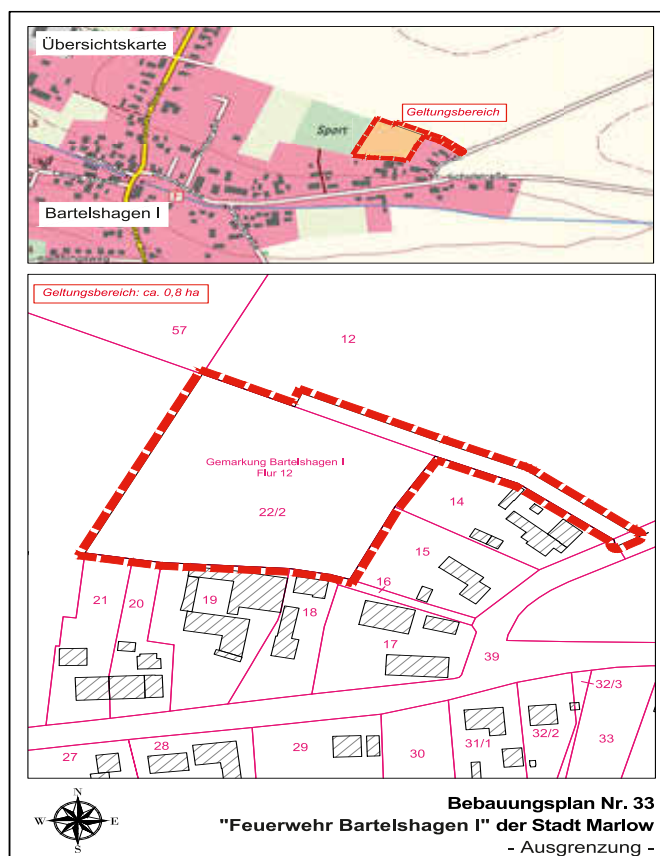 Übersichtskarte
Geltungsbereich
Sport
Bartelshagen I
Geltungsbereich: ca. 0,8 ha
57
12
Gemarkung Bartelshagen I
Flur 12
22/2
14
15
16
21
20
19
18
17
39
32/3
27
28
29
30
31/1
32/2
33
N
W
E
S
Bebauungsplan Nr. 33
"Feuerwehr Bartelshagen I" der Stadt Marlow
- Ausgrenzung -